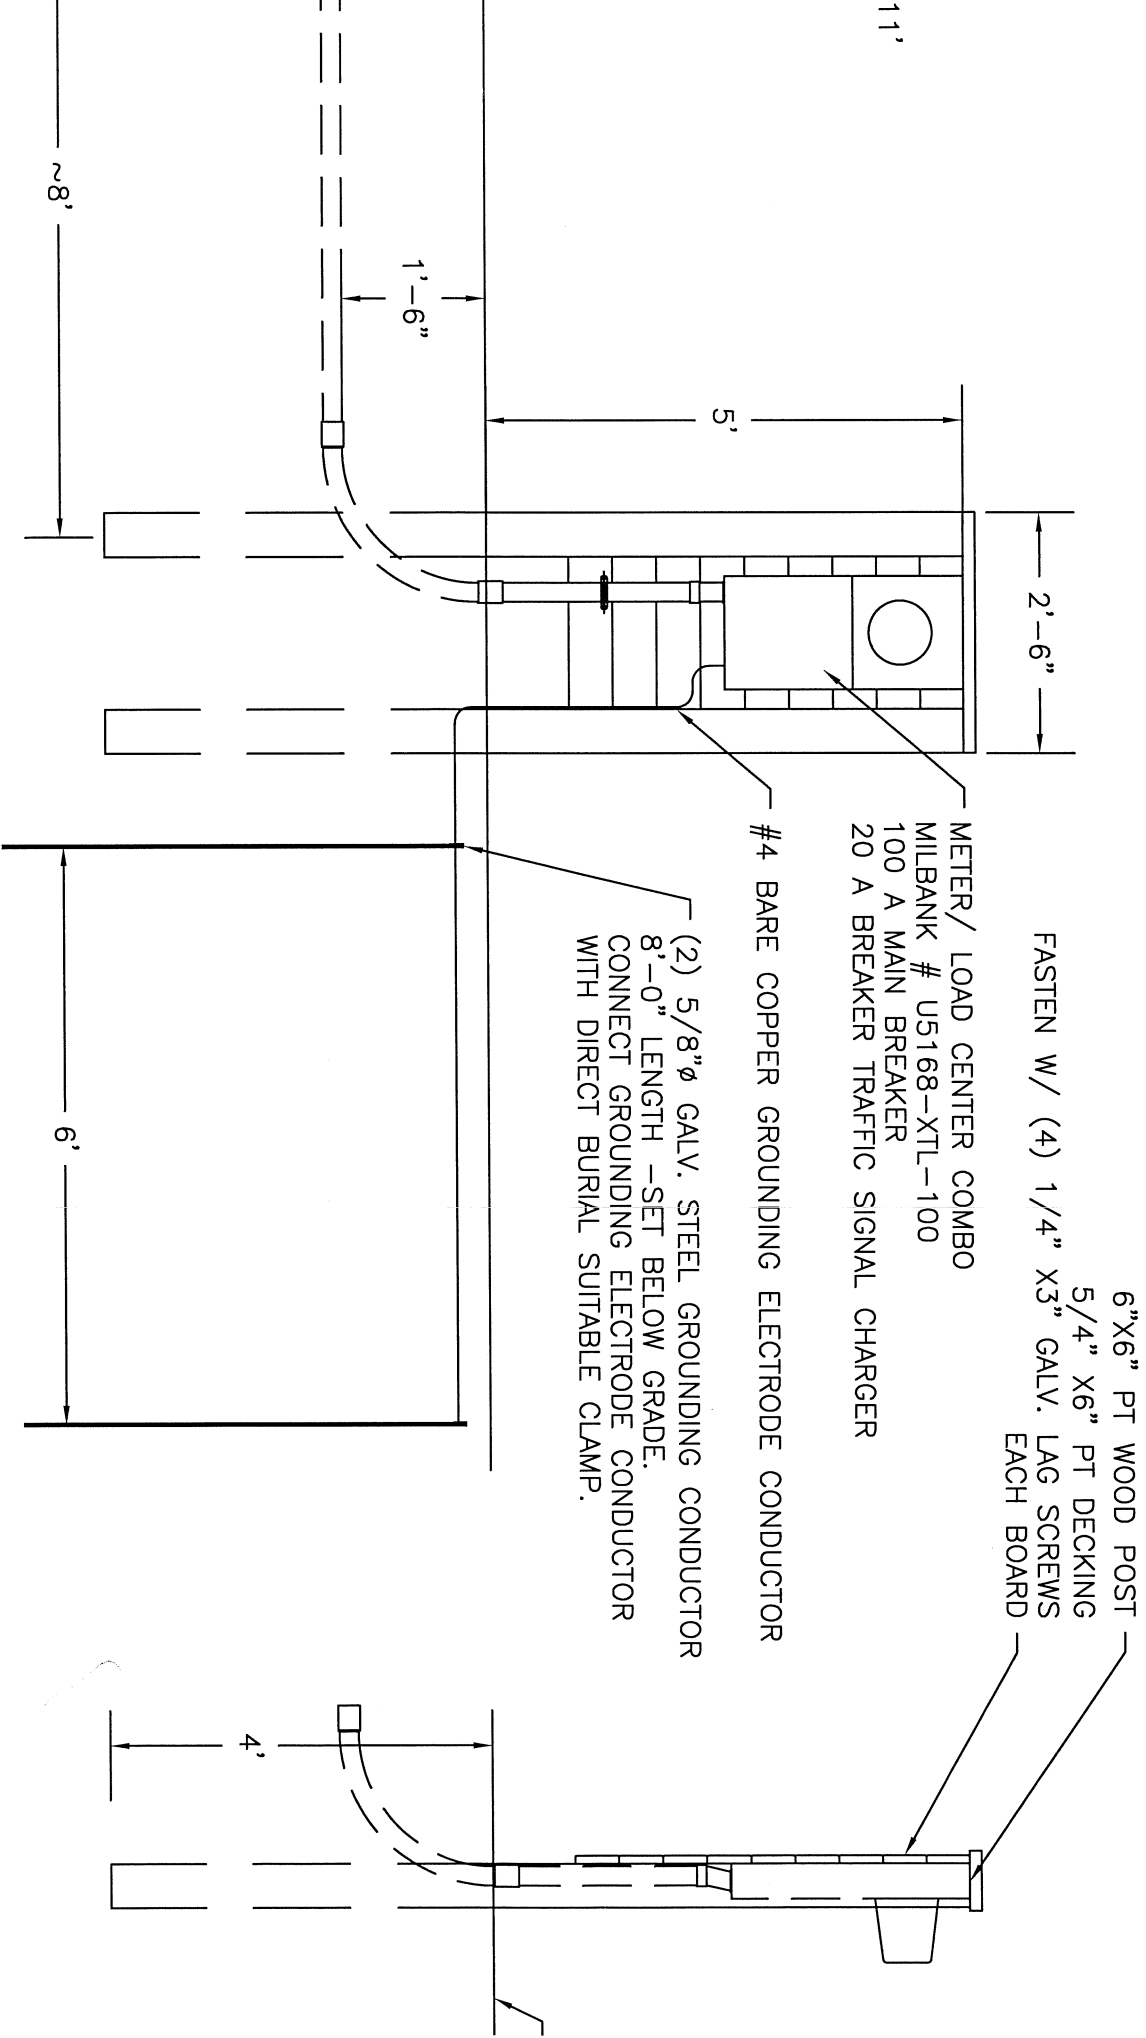 11'
6"X6" PT WOOD POST
5/4" X6" PT DECKING
FASTEN W/ (4) 1/4" X3" GALV. LAG SCREWS
EACH BOARD
2'-6"
METER/ LOAD CENTER COMBO
MILBANK # U5168-XTL-100
100 A MAIN BREAKER
20 A BREAKER TRAFFIC SIGNAL CHARGER
#4 BARE COPPER GROUNDING ELECTRODE CONDUCTOR
5'
(2) 5/8"ø GALV. STEEL GROUNDING CONDUCTOR
8'-0" LENGTH -SET BELOW GRADE.
CONNECT GROUNDING ELECTRODE CONDUCTOR
WITH DIRECT BURIAL SUITABLE CLAMP.
1'-6"
4'
~8'
6'